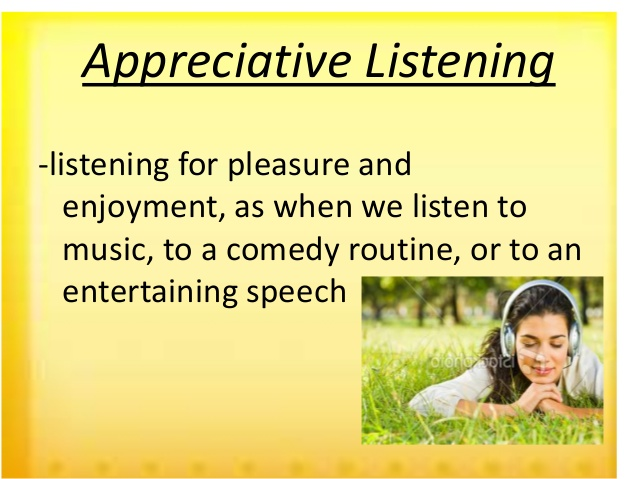 Appreciative Listening
-listening for pleasure and
enjoyment, as when we listen to
music, to a comedy routine, or to an
entertaining speech